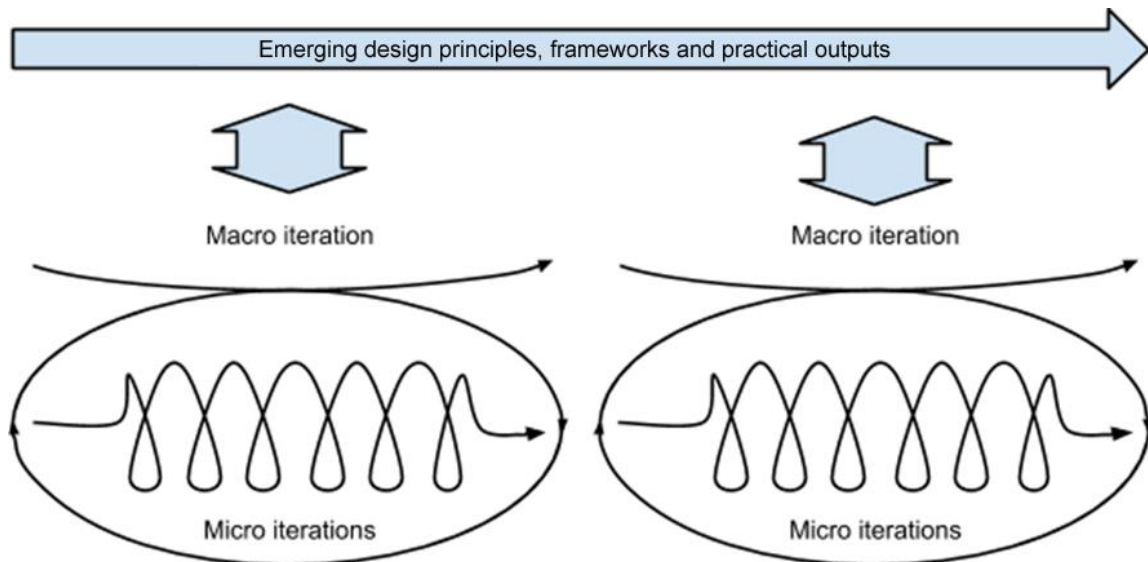 Emerging design principles, frameworks and practical outputs
Macro iteration
Macro iteration
Micro iterations
Micro iterations